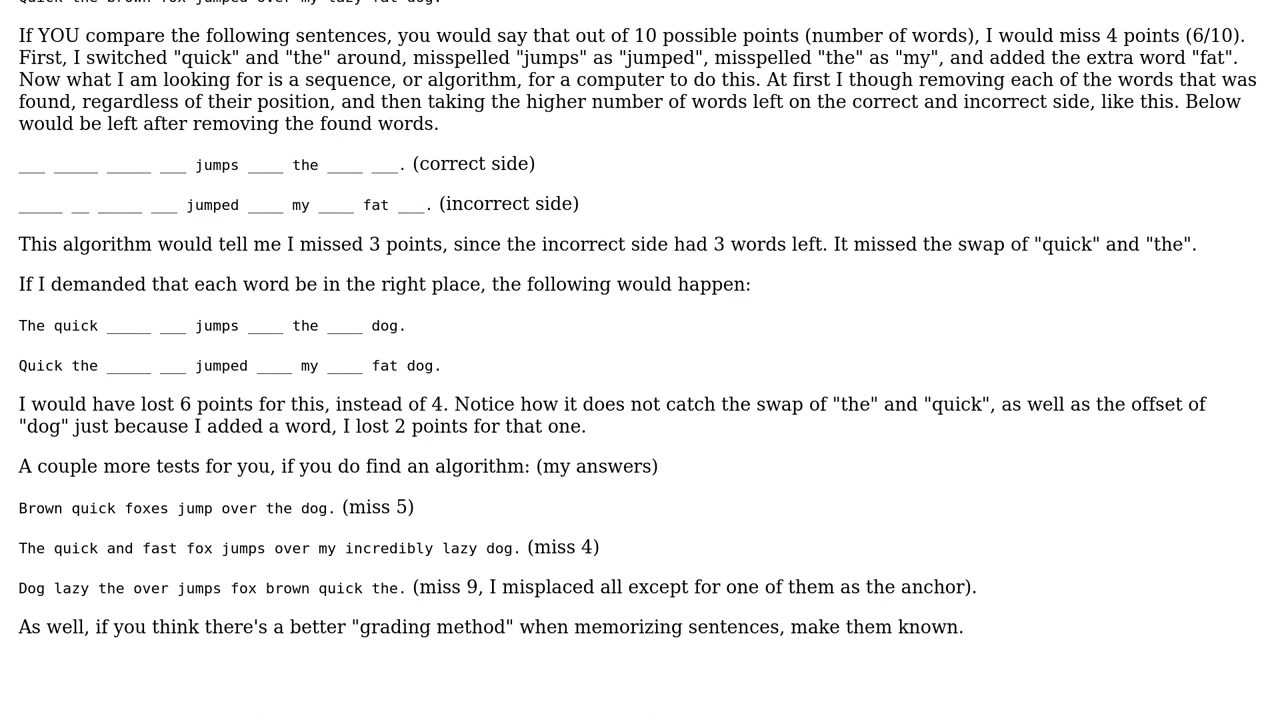 Quick the brown fox jumped over my lazy fat dog.
If YOU compare the following sentences, you would say that out of 10 possible points (number of words), I would miss 4 points (6/10).
First, I switched "quick" and "the" around, misspelled "jumps" as "jumped", misspelled "the" as "my", and added the extra word "fat".
Now what I am looking for is a sequence, or algorithm, for a computer to do this. At first I though removing each of the words that was
found, regardless of their position, and then taking the higher number of words left on the correct and incorrect side, like this. Below
would be left after removing the found words.
___ _____ _____ ___ jumps ____ the ____ ___. (correct side)
_____ __ _____ ___ jumped ____ my ____ fat ___. (incorrect side)
This algorithm would tell me I missed 3 points, since the incorrect side had 3 words left. It missed the swap of "quick" and "the".
If I demanded that each word be in the right place, the following would happen:
The quick _____ ___ jumps ____ the ____ dog.
Quick the _____ ___ jumped ____ my ____ fat dog.
I would have lost 6 points for this, instead of 4. Notice how it does not catch the swap of "the" and "quick", as well as the offset of
"dog" just because I added a word, I lost 2 points for that one.
A couple more tests for you, if you do find an algorithm: (my answers)
Brown quick foxes jump over the dog. (miss 5)
The quick and fast fox jumps over my incredibly lazy dog. (miss 4)
Dog lazy the over jumps fox brown quick the. (miss 9, I misplaced all except for one of them as the anchor).
As well, if you think there's a better "grading method" when memorizing sentences, make them known.